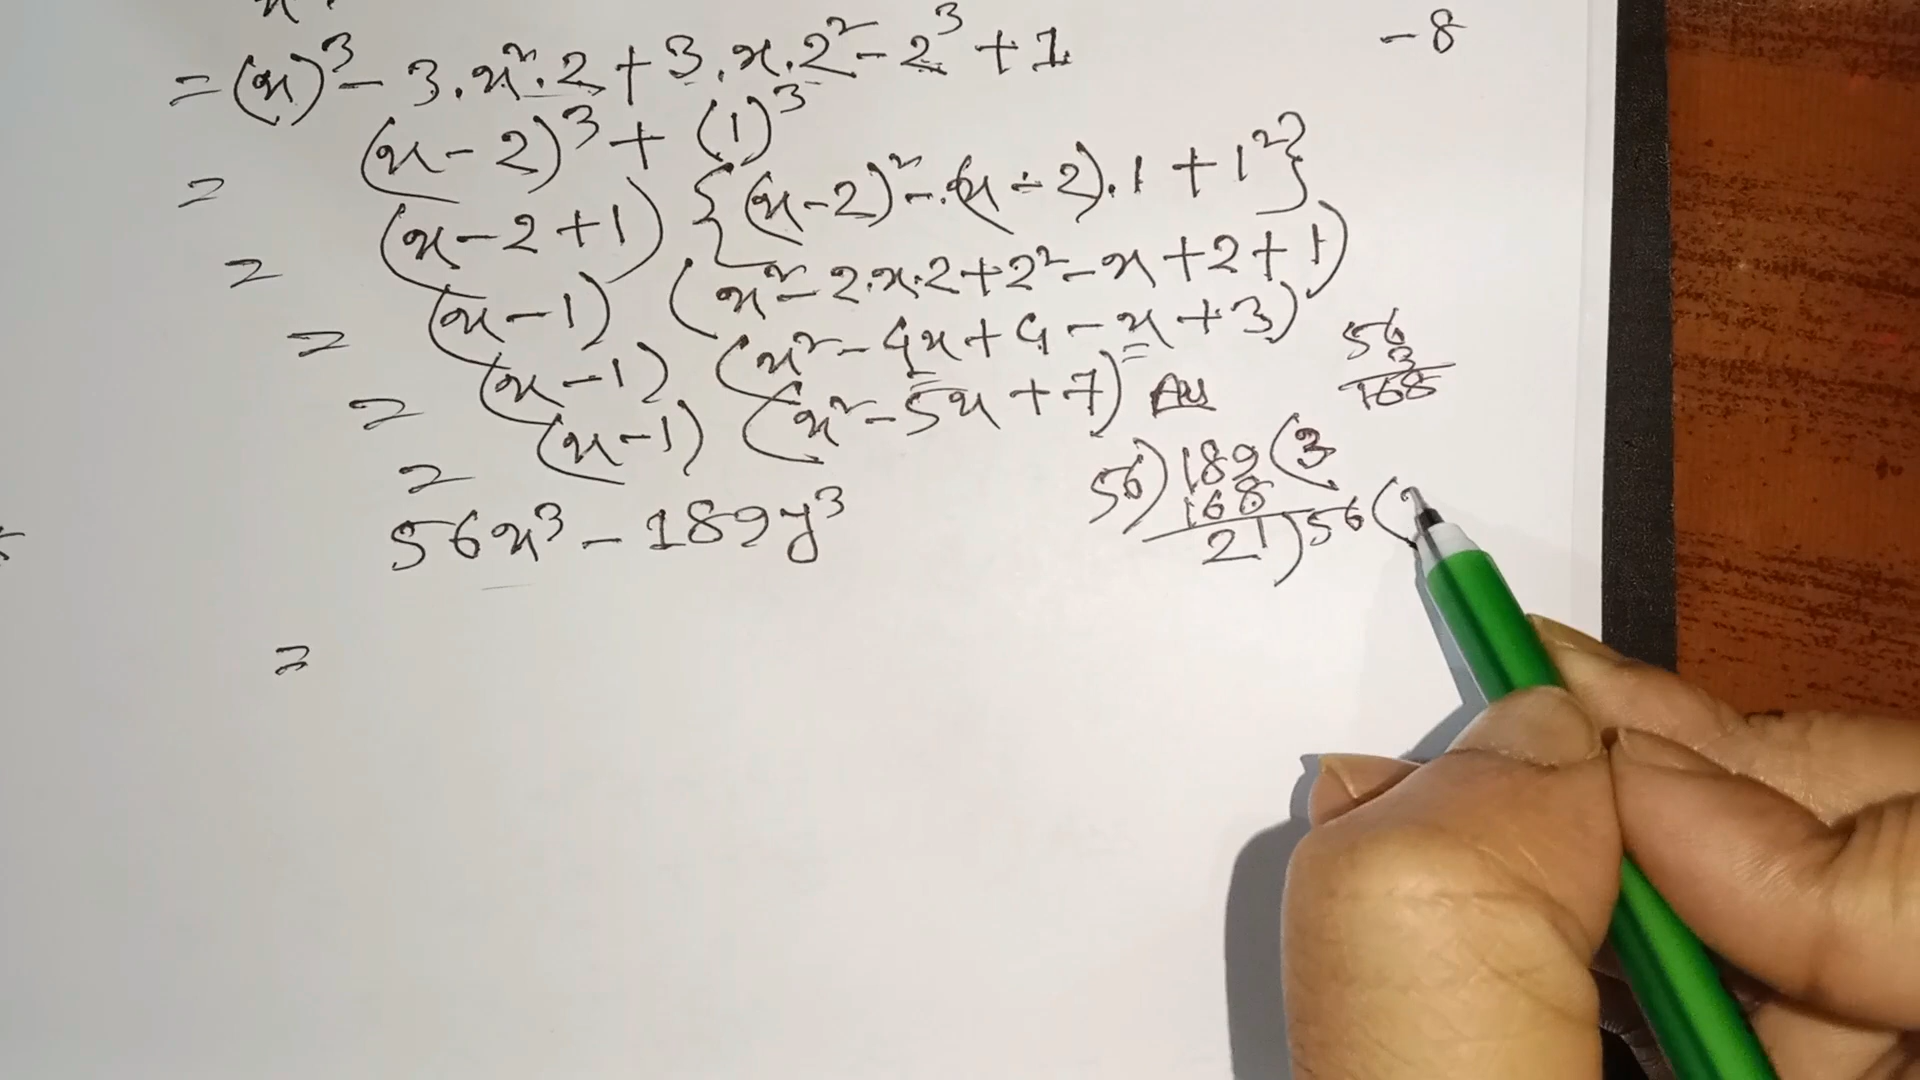 = (x)³ - 3.x².2 + 3.x.2² - 2³ + 1
- 8
= (x-2)³ + (1)³
= (x-2+1) {(x-2)² - (x-2).1 + 1²}
= (x-1) (x² - 2.x.2 + 2² - x + 2 + 1)
= (x-1) (x² - 4x + 4 - x + 3)
= (x-1) (x² - 5x + 7) Ans
56x³ - 189y³
=
56
3
168
56) 189 (3
168
21) 56 (